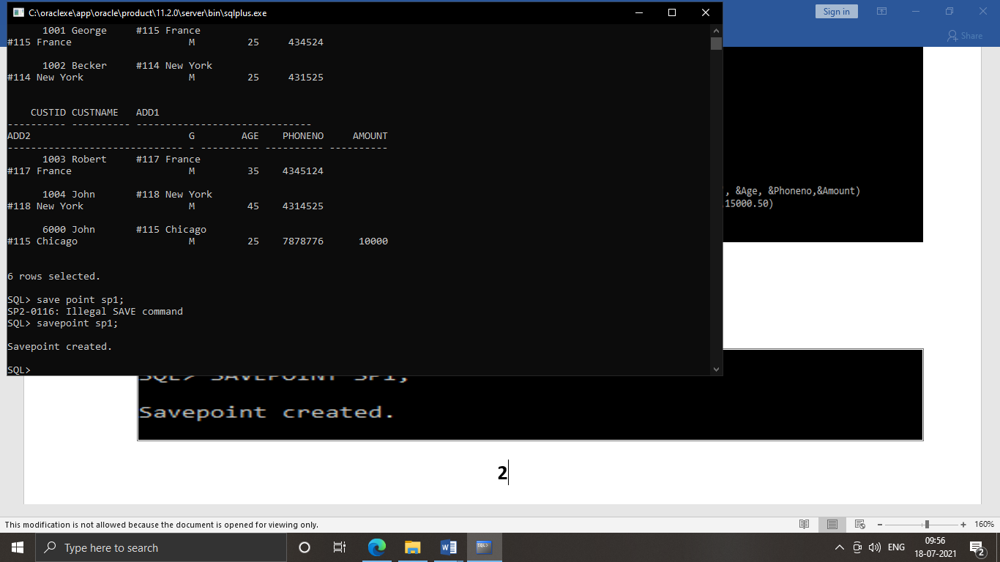 C:\oraclexe\app\oracle\product\11.2.0\server\bin\sqlplus.exe
Sign in
Share
1001 George #115 France
#115 France M 25 434524
1002 Becker #114 New York
#114 New York M 25 431525
CUSTID CUSTNAME ADD1
---------- ---------- ------------------------------
ADD2 G AGE PHONENO AMOUNT
------------------------------ - ---------- ---------- ----------
1003 Robert #117 France
#117 France M 35 4345124
1004 John #118 New York
#118 New York M 45 4314525
6000 John #115 Chicago
#115 Chicago M 25 7878776 10000
6 rows selected.
SQL> save point sp1;
SP2-0116: Illegal SAVE command
SQL> savepoint sp1;
Savepoint created.
SQL>
', &Age, &Phoneno,&Amount)
15000.50)
SQL> SAVEPOINT SP1;
Savepoint created.
2
This modification is not allowed because the document is opened for viewing only.
160%
Type here to search
SQL>
ENG
09:56
18-07-2021
2